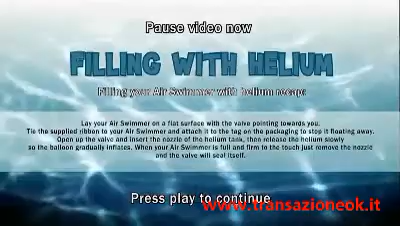 Pause video now
FILLING WITH HELIUM
Filling your Air Swimmer with helium recap:
Lay your Air Swimmer on a flat surface with the valve pointing towards you.
Tie the supplied ribbon to your Air Swimmer and attach it to the tag on the packaging to stop it floating away.
Open up the valve and insert the nozzle of the helium tank, then release the helium slowly
so the balloon gradually inflates. When your Air Swimmer is full and firm to the touch just remove the nozzle
and the valve will seal itself.
Press play to continue
www.transazioneok.it